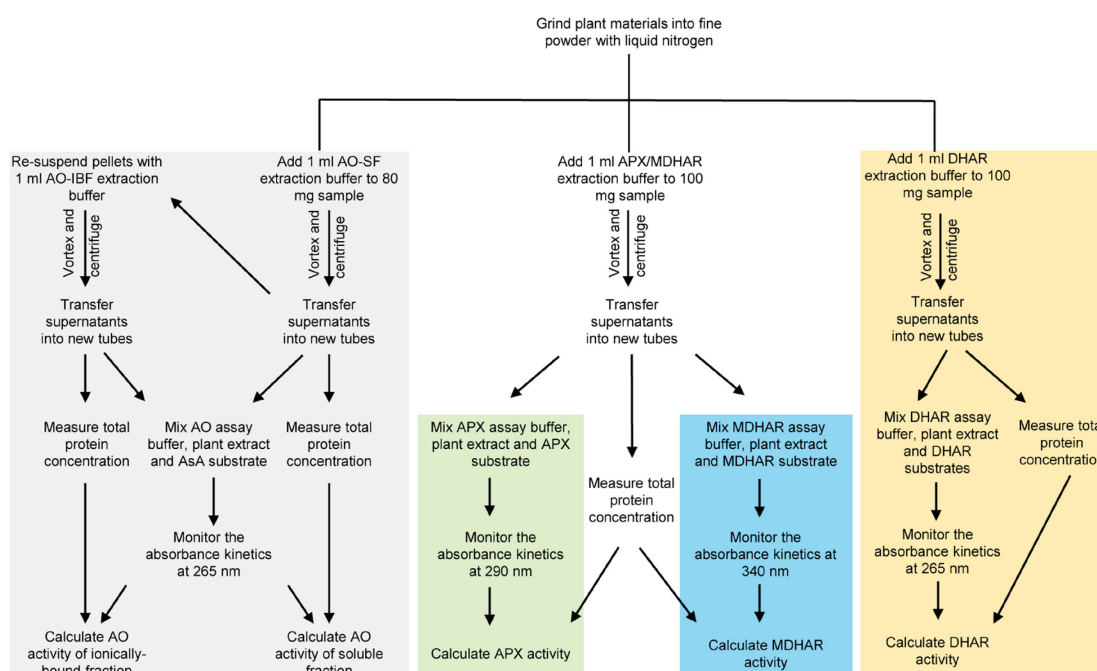 Grind plant materials into fine
powder with liquid nitrogen
Re-suspend pellets with
1 ml AO-IBF extraction
buffer
Vortex and
centrifuge
Transfer
supernatants
into new tubes
Measure total
protein
concentration
Add 1 ml AO-SF
extraction buffer to 80
mg sample
Vortex and
centrifuge
Transfer
supernatants
into new tubes
Mix AO assay
buffer, plant extract
and AsA substrate
Measure total
protein
concentration
Monitor the
absorbance kinetics
at 265 nm
Calculate AO
activity of ionically-
bound fraction
Calculate AO
activity of soluble
fraction
Add 1 ml APX/MDHAR
extraction buffer to 100
mg sample
Vortex and
centrifuge
Transfer
supernatants
into new tubes
Mix APX assay buffer,
plant extract and APX
substrate
Monitor the
absorbance kinetics
at 290 nm
Calculate APX activity
Measure total
protein
concentration
Mix MDHAR assay
buffer, plant extract
and MDHAR substrate
Monitor the
absorbance kinetics at
340 nm
Calculate MDHAR
activity
Add 1 ml DHAR
extraction buffer to 100
mg sample
Vortex and
centrifuge
Transfer
supernatants
into new tubes
Mix DHAR assay
buffer, plant extract
and DHAR
substrates
Measure total
protein
concentration
Monitor the
absorbance kinetics
at 265 nm
Calculate DHAR
activity